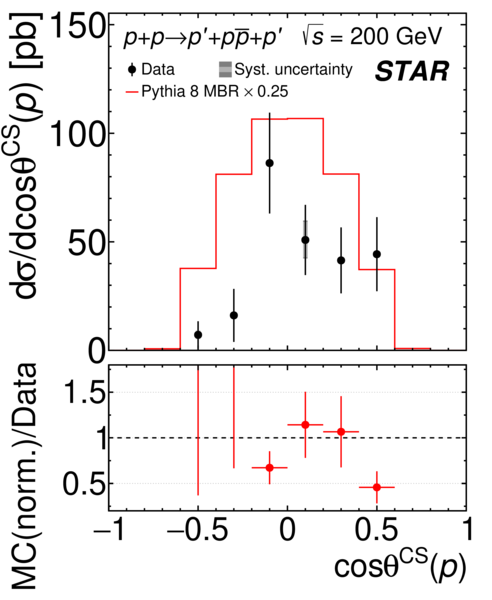 dσ/dcosθ^CS(p) [pb]
150
100
50
0
p+p→p′+pp̅+p′ √s = 200 GeV
Data Syst. uncertainty STAR
Pythia 8 MBR × 0.25
MC(norm.)/Data
1.5
1
0.5
−1 −0.5 0 0.5 1
cosθ^CS(p)